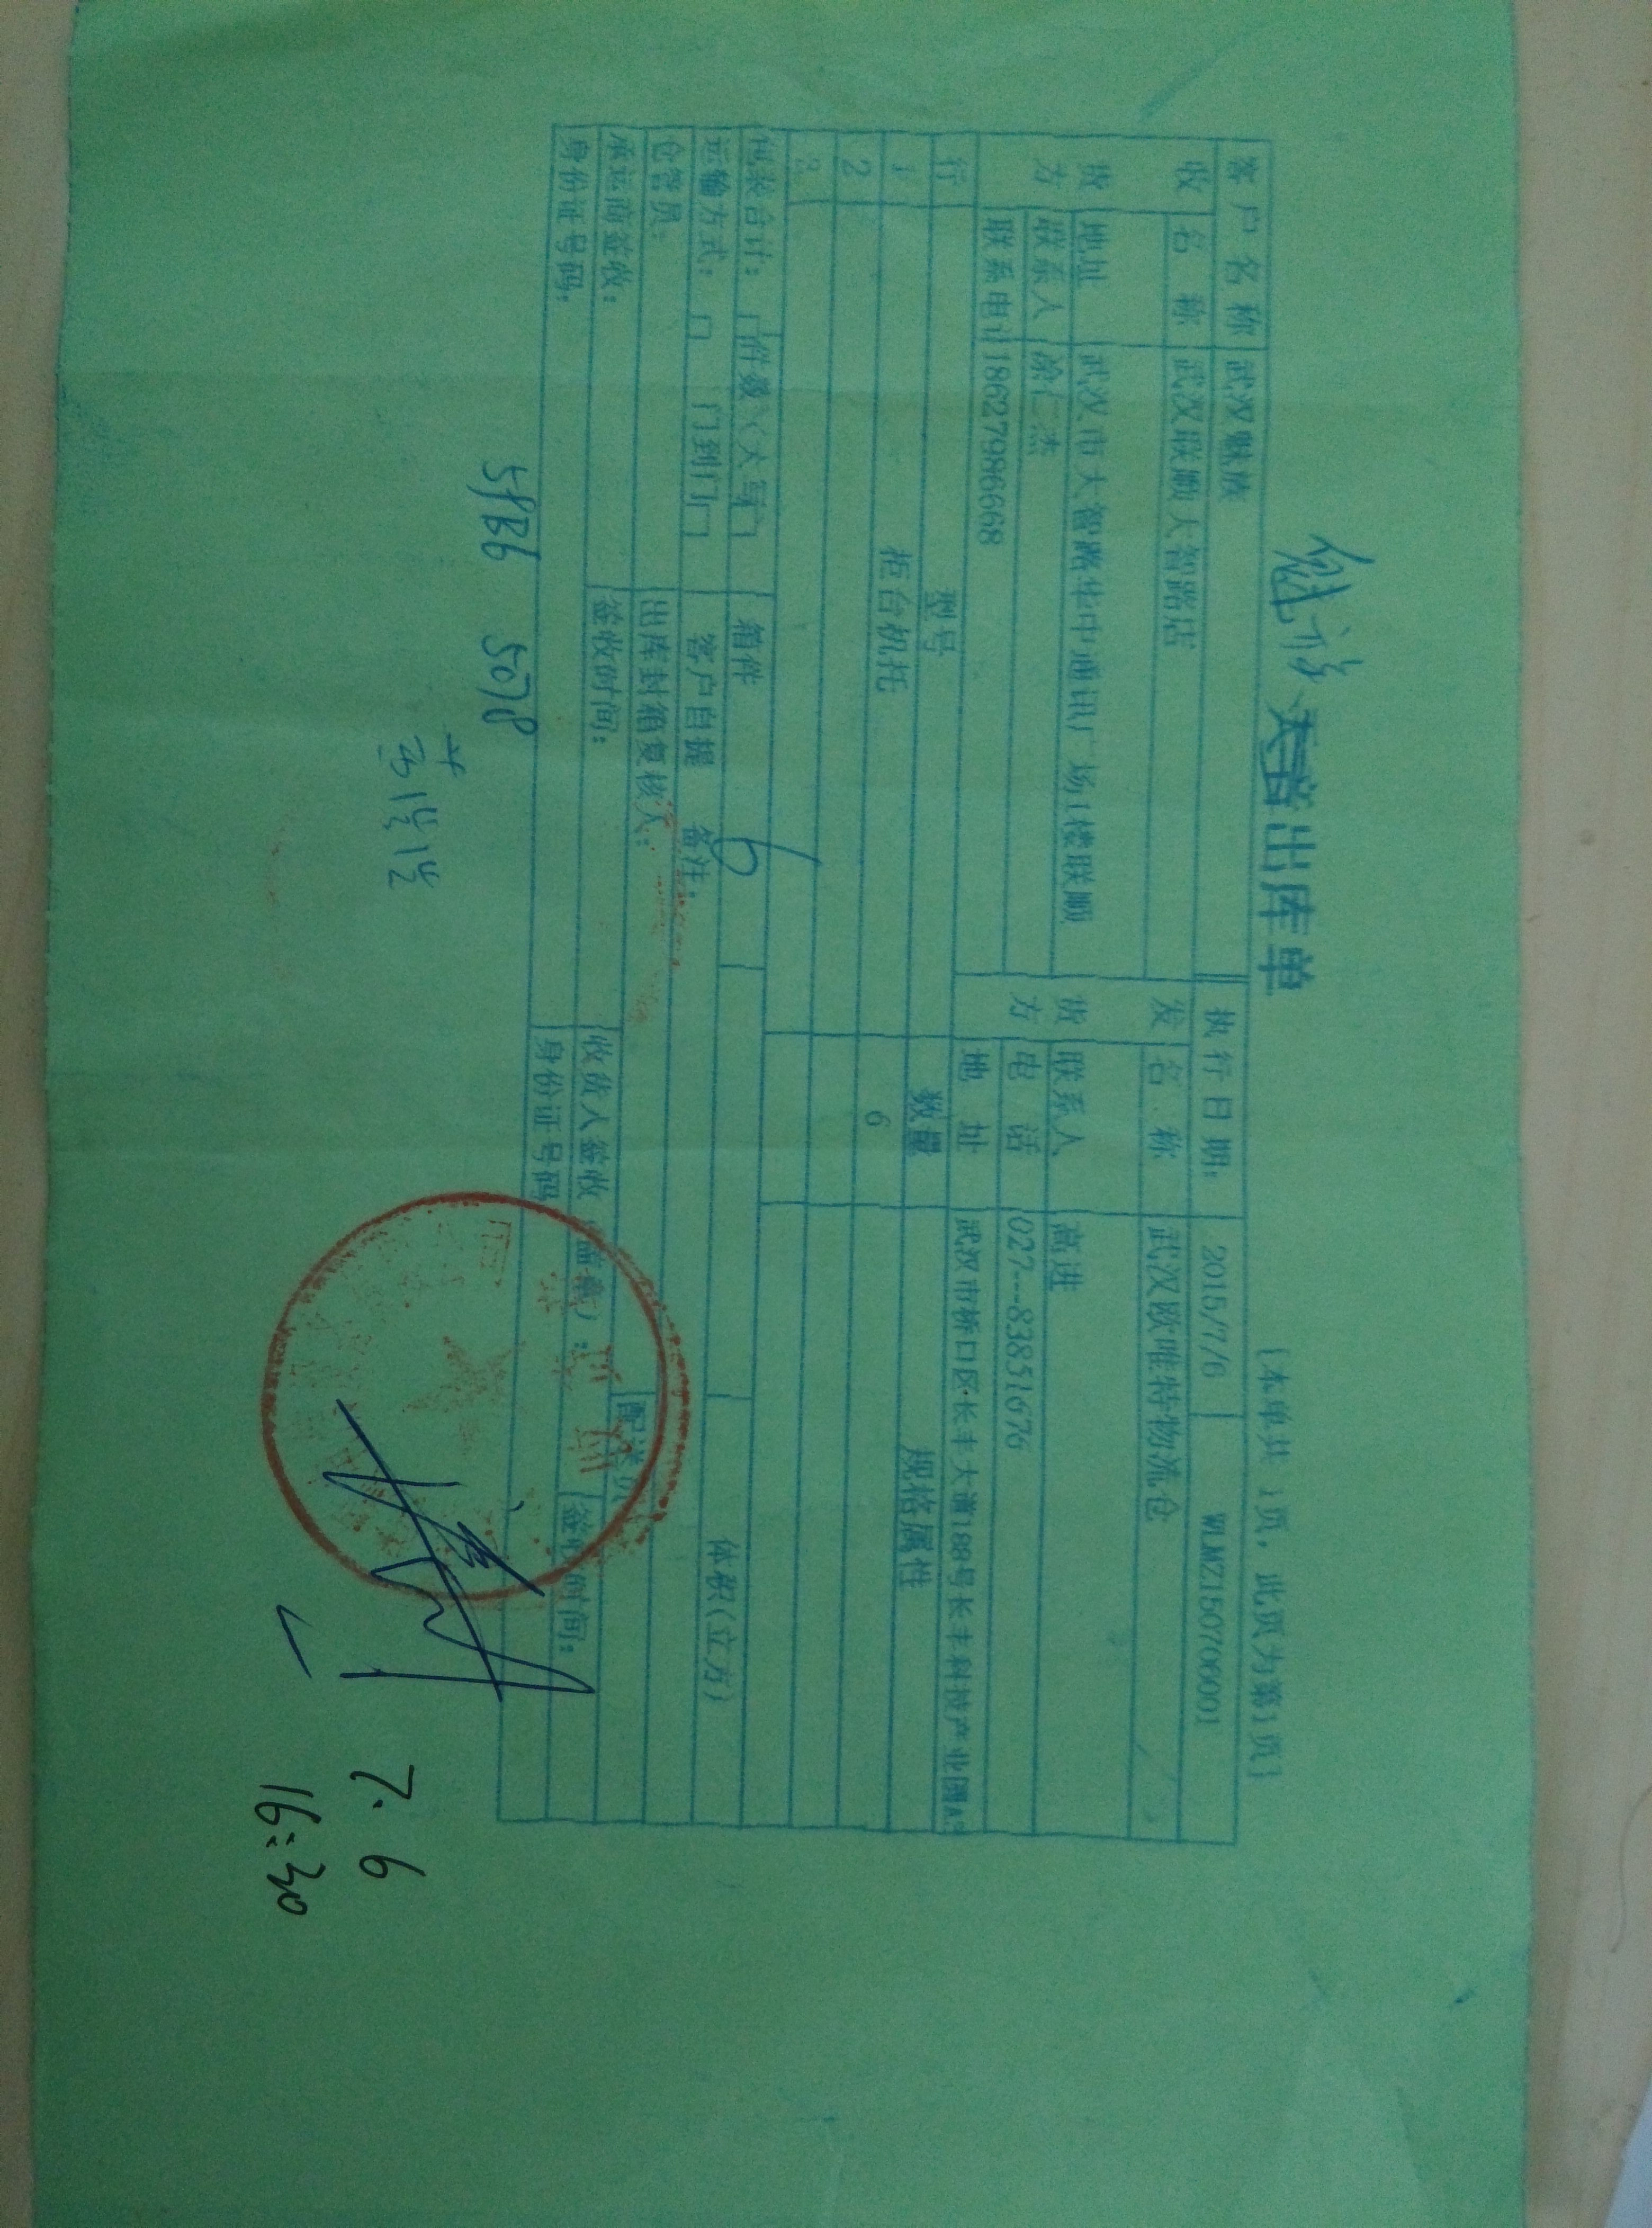 出库单
(本单共 1页，此页为第1页)
客户名称 武汉魅族 执行日期: 2015/7/6 WLMZ150706001
收货方 名称 武汉联顺大智路店 发货方 名称 武汉欧唯特物流仓
地址 武汉市大智路华中通讯广场1楼联顺 联系人 高进
联系人 涂仁杰 电话 027---83851676
联系电话 18627986668 地址 武汉市桥口区长丰大道188号长丰科技产业园
行 型号 数量 规格属性
1 柜台机托 6
2
3
包装合计: 件数(大写) 箱件 6 体积(立方)
运输方式: 门到门 客户自提 备注:
仓管员: 出库封箱复核人: 配送员
承运商签收: 签收时间: 收货人签收(盖章): 签收时间:
身份证号码: 身份证号码
5078
7.6
16:30